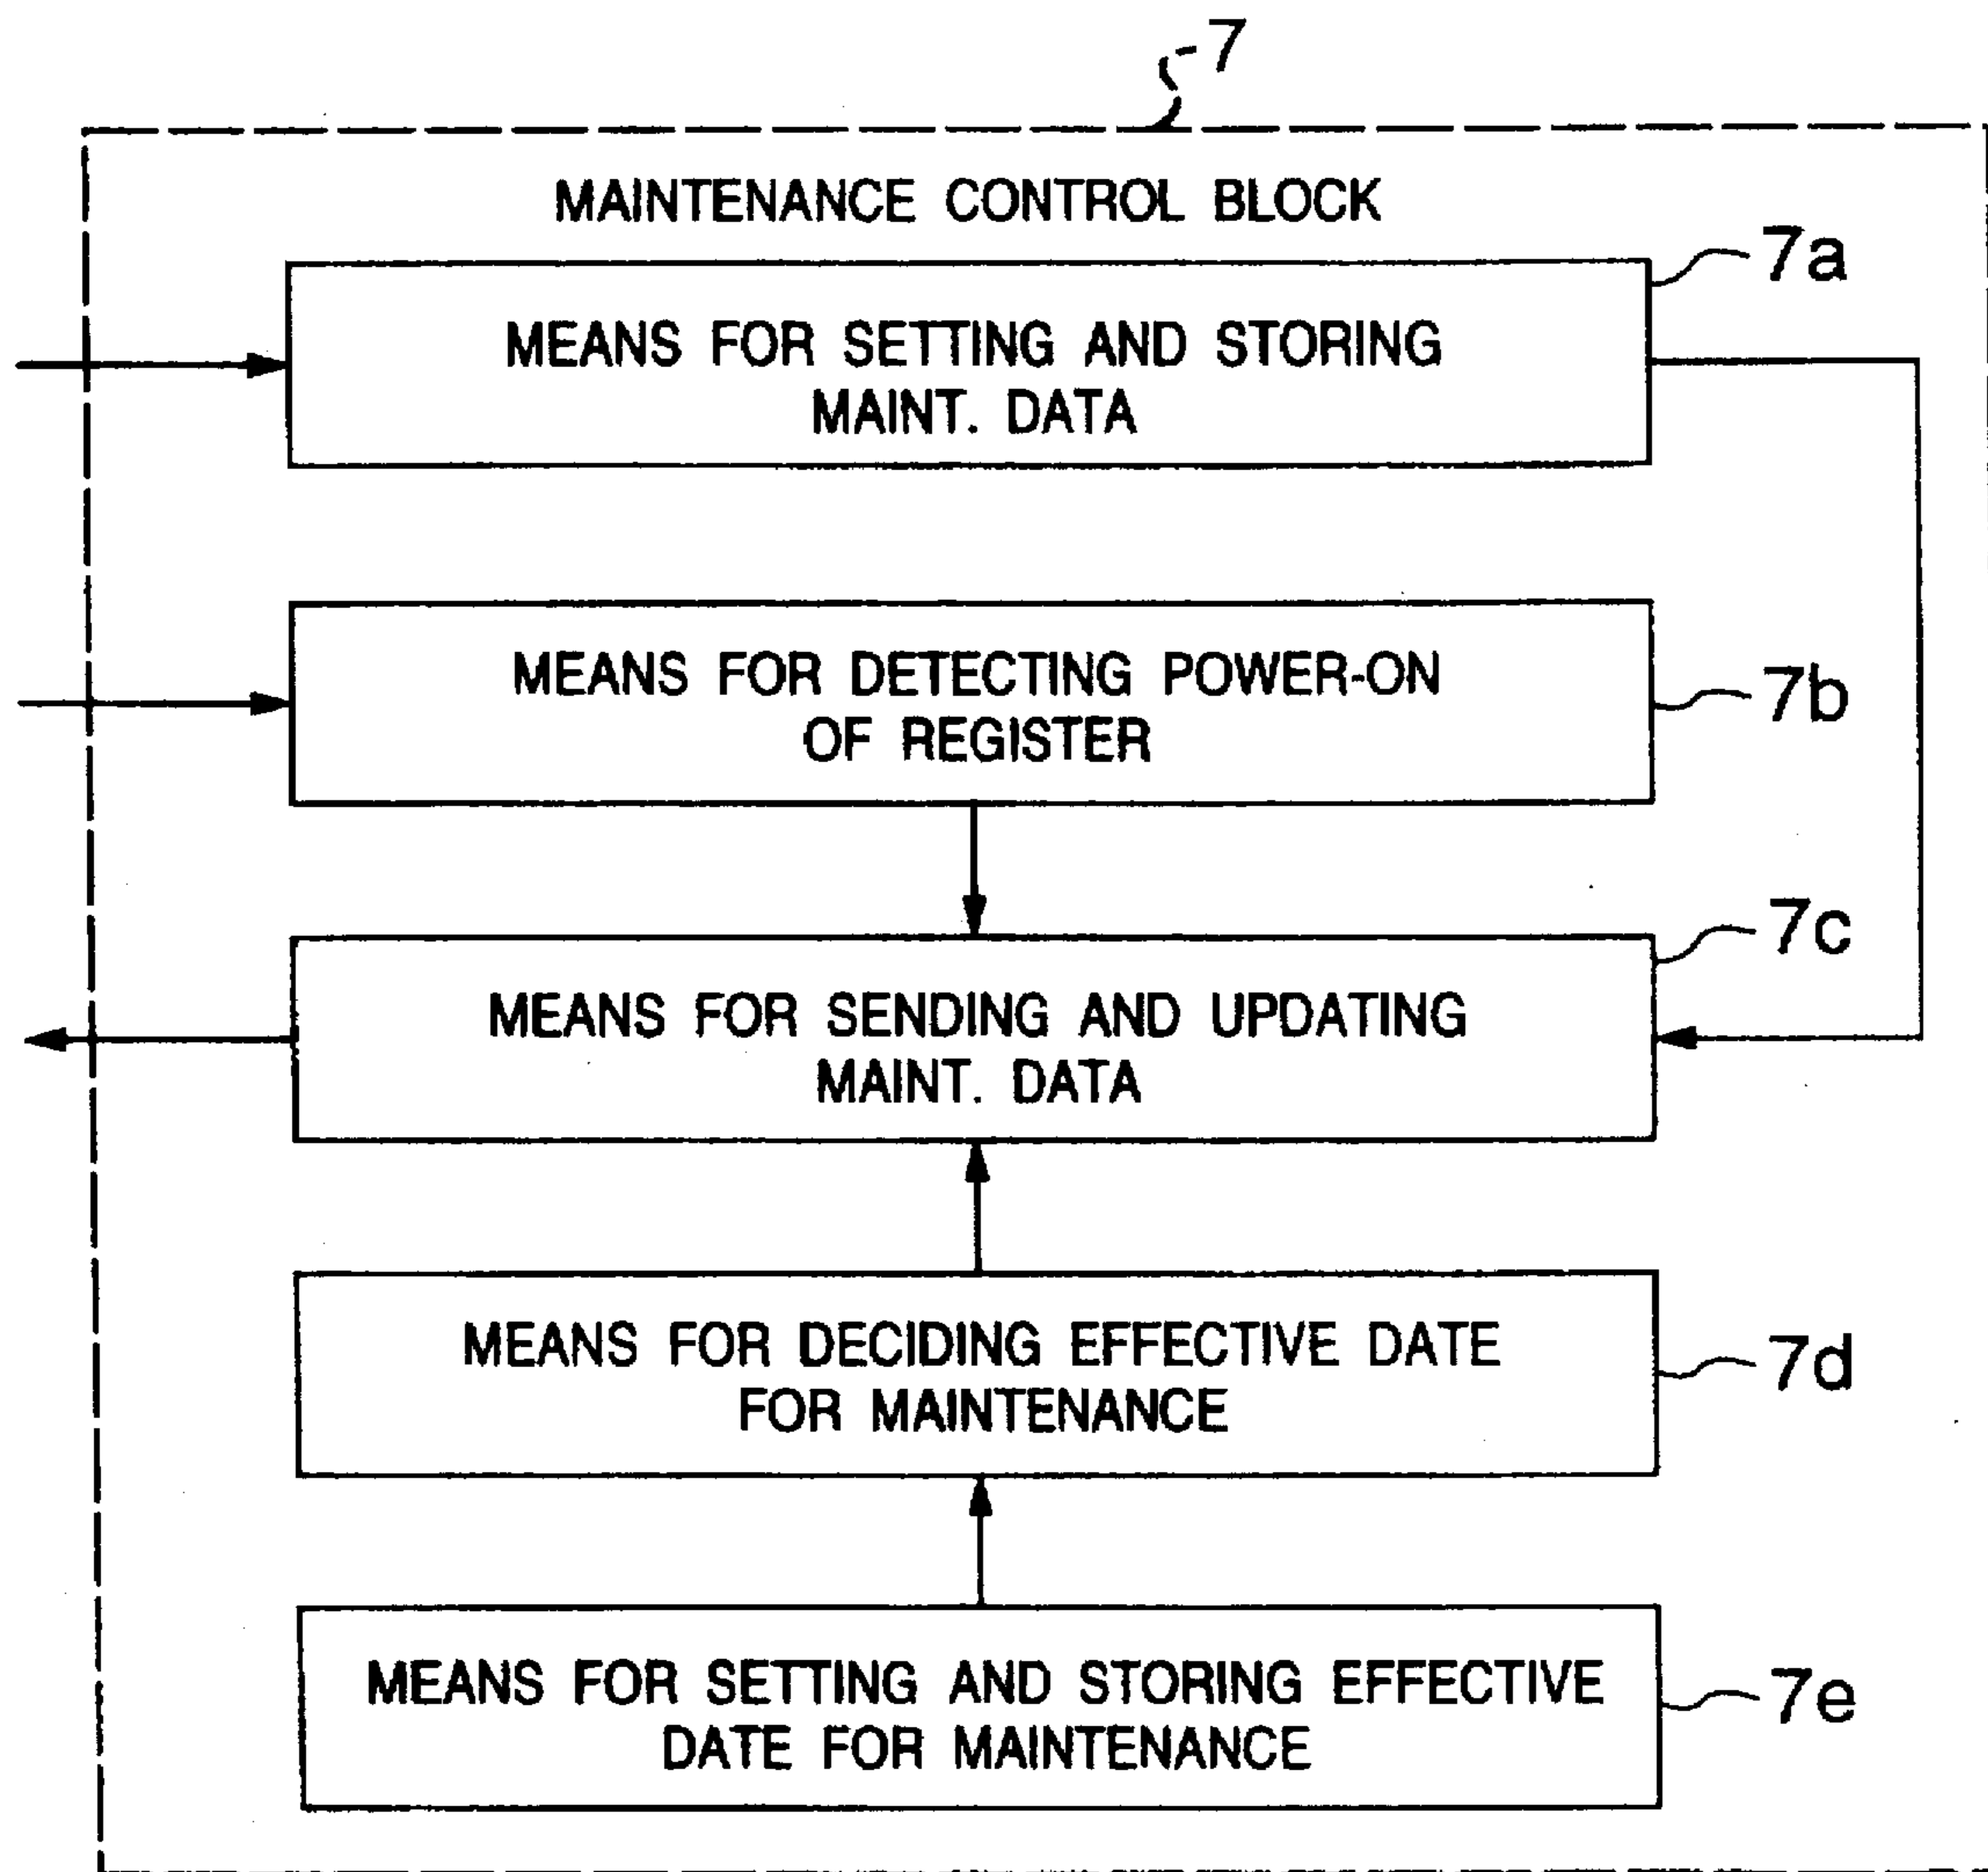 7
MAINTENANCE CONTROL BLOCK
7a
MEANS FOR SETTING AND STORING
MAINT. DATA
MEANS FOR DETECTING POWER-ON
OF REGISTER
7b
7c
MEANS FOR SENDING AND UPDATING
MAINT. DATA
MEANS FOR DECIDING EFFECTIVE DATE
FOR MAINTENANCE
7d
MEANS FOR SETTING AND STORING EFFECTIVE
DATE FOR MAINTENANCE
7e